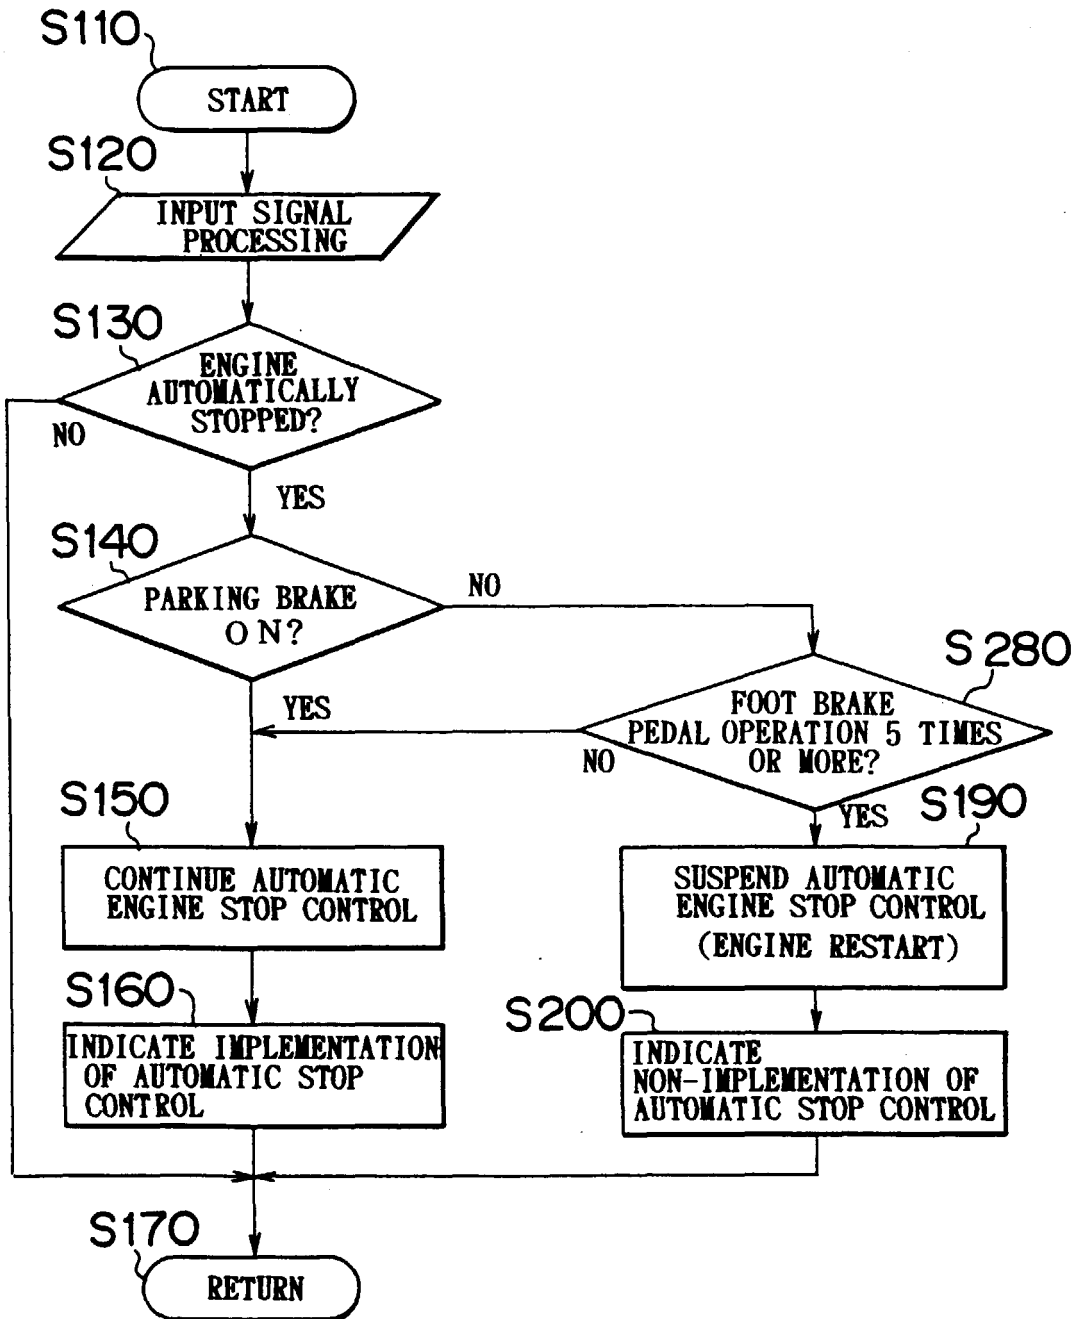 S110
START
S120
INPUT SIGNAL
PROCESSING
S130
ENGINE
AUTOMATICALLY
STOPPED?
NO
YES
S140
PARKING BRAKE
ON?
NO
YES
S280
FOOT BRAKE
PEDAL OPERATION 5 TIMES
OR MORE?
NO
YES
S150
CONTINUE AUTOMATIC
ENGINE STOP CONTROL
S190
SUSPEND AUTOMATIC
ENGINE STOP CONTROL
(ENGINE RESTART)
S160
INDICATE IMPLEMENTATION
OF AUTOMATIC STOP
CONTROL
S200
INDICATE
NON-IMPLEMENTATION OF
AUTOMATIC STOP CONTROL
S170
RETURN